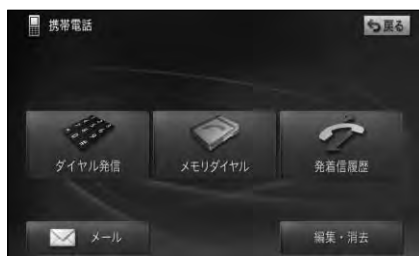 携帯電話
戻る
ダイヤル発信
メモリダイヤル
発着信履歴
メール
編集・消去